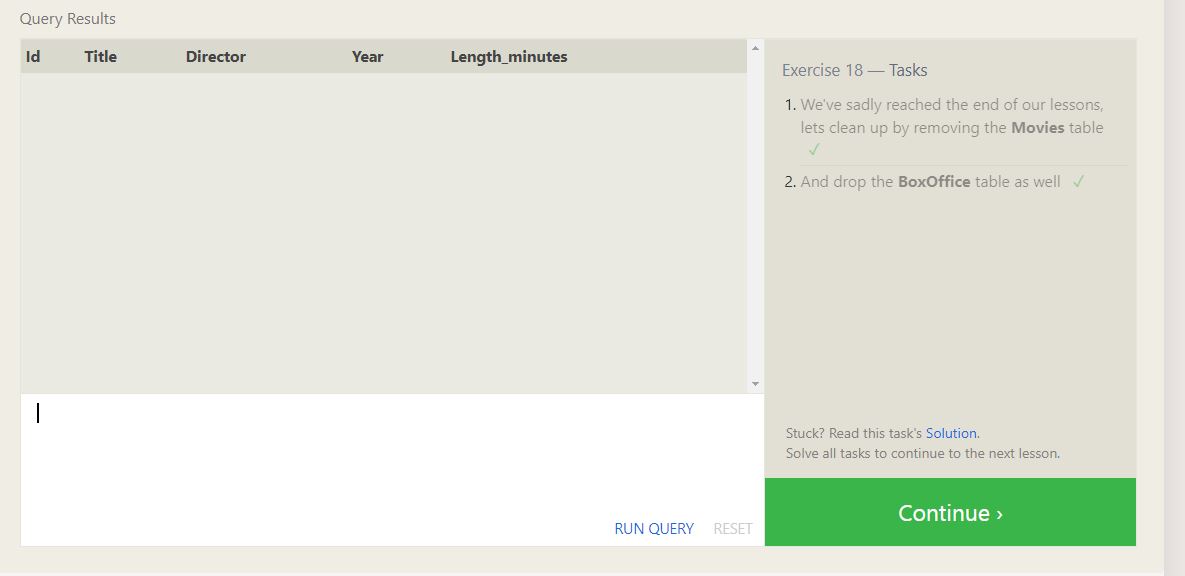 Query Results
Id Title Director Year Length_minutes
Exercise 18 — Tasks
1. We've sadly reached the end of our lessons,
lets clean up by removing the Movies table
✓
2. And drop the BoxOffice table as well ✓
Stuck? Read this task's Solution.
Solve all tasks to continue to the next lesson.
RUN QUERY RESET
Continue ›